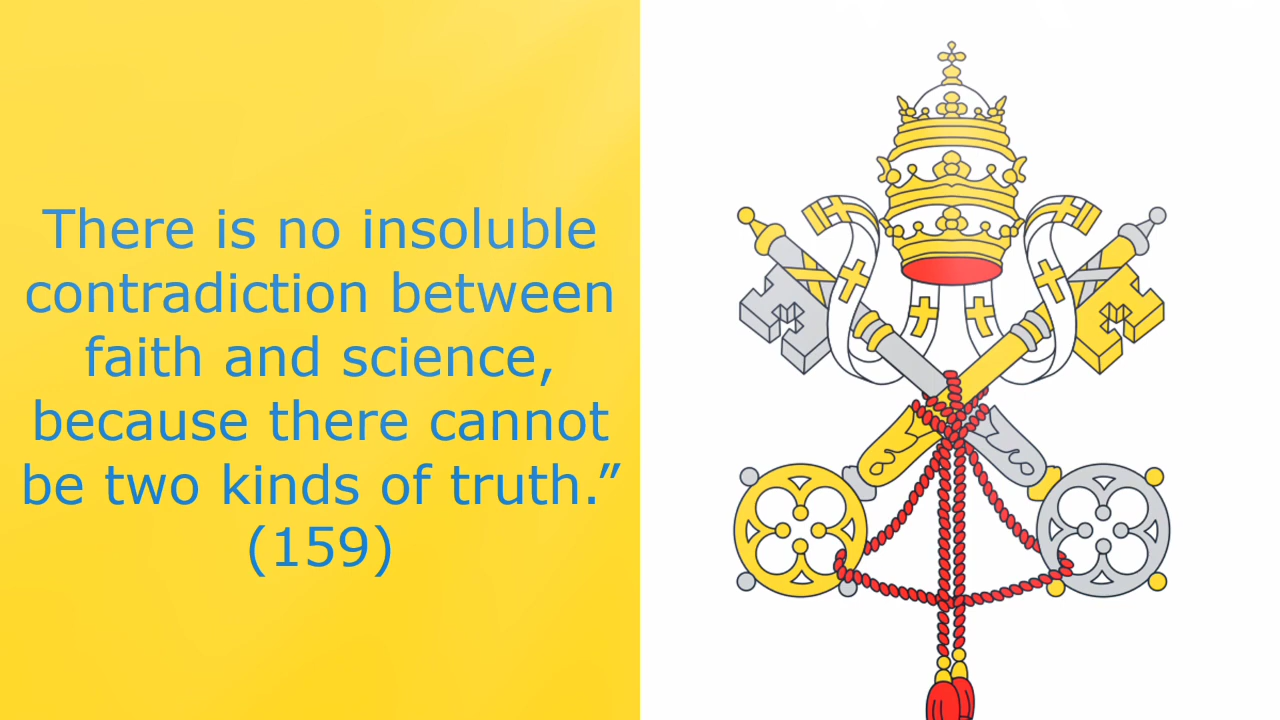 There is no insoluble
contradiction between
faith and science,
because there cannot
be two kinds of truth.”
(159)